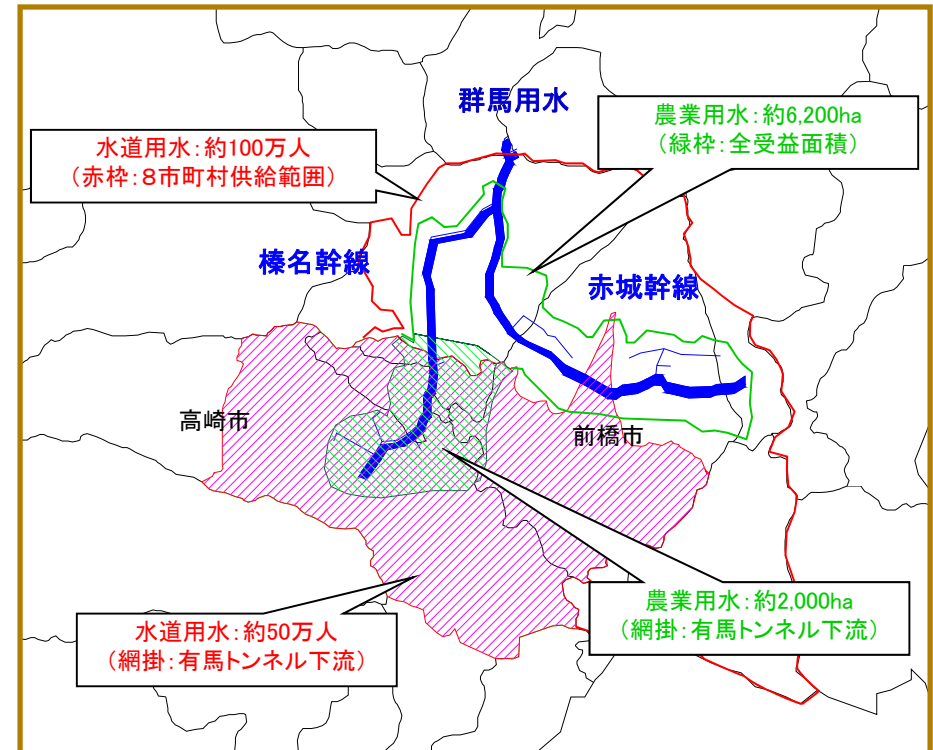 群馬用水
農業用水：約6,200ha
（緑枠：全受益面積）
水道用水：約100万人
（赤枠：８市町村供給範囲）
榛名幹線
赤城幹線
高崎市
前橋市
農業用水：約2,000ha
（網掛：有馬トンネル下流）
水道用水：約50万人
（網掛：有馬トンネル下流）